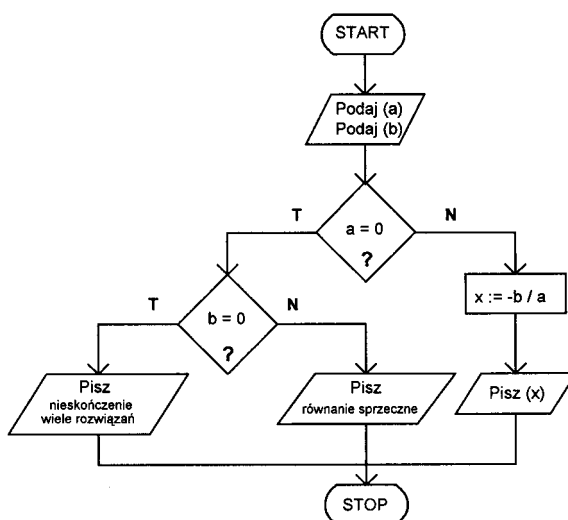 START
Podaj (a)
Podaj (b)
T
N
a = 0
?
x := -b / a
T
N
b = 0
?
Pisz
nieskończenie
wiele rozwiązań
Pisz
równanie sprzeczne
Pisz (x)
STOP